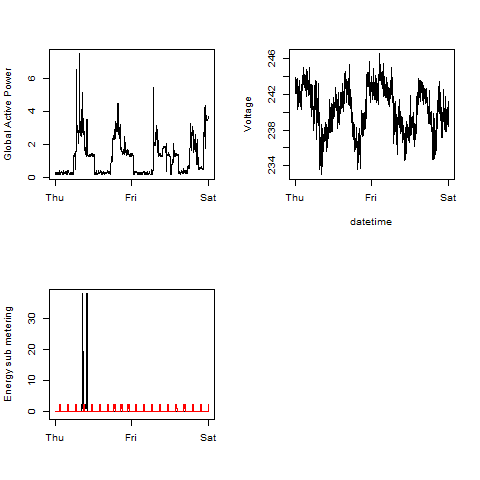 Global Active Power
6
4
2
0
Thu
Fri
Sat
Voltage
246
242
238
234
Thu
Fri
Sat
datetime
Energy sub metering
30
20
10
0
Thu
Fri
Sat